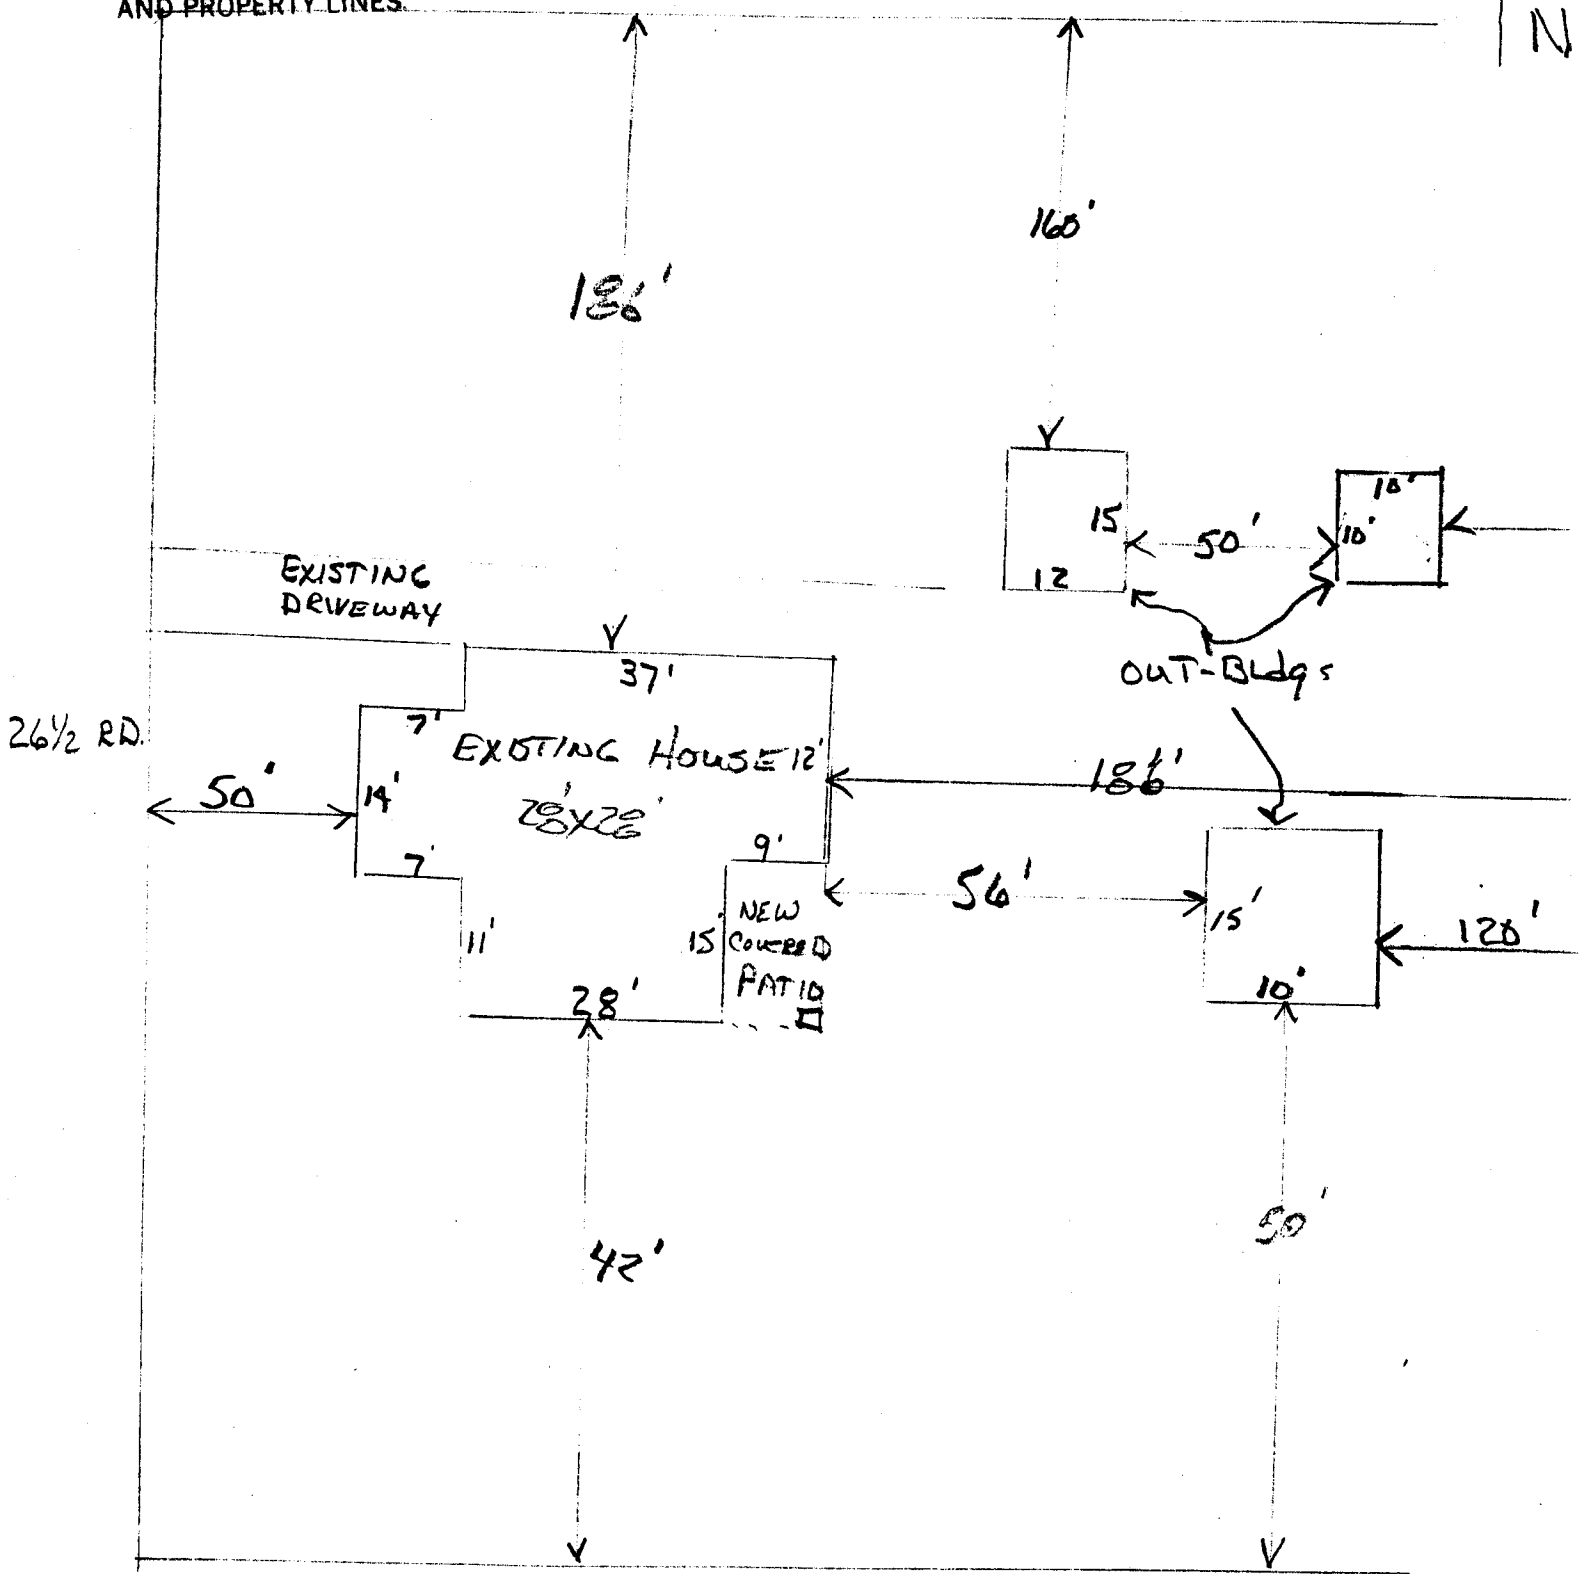 AND PROPERTY LINES.
N
160'
186'
10'
15
50'
10'
12
EXISTING
DRIVEWAY
37'
OUT-BLDGS
7'
26½ RD.
EXISTING HOUSE 12'
186'
50'
14'
28'x28'
9'
7'
56'
15'
NEW
COVERED
PATIO
11'
15'
120'
28'
10'
50'
42'